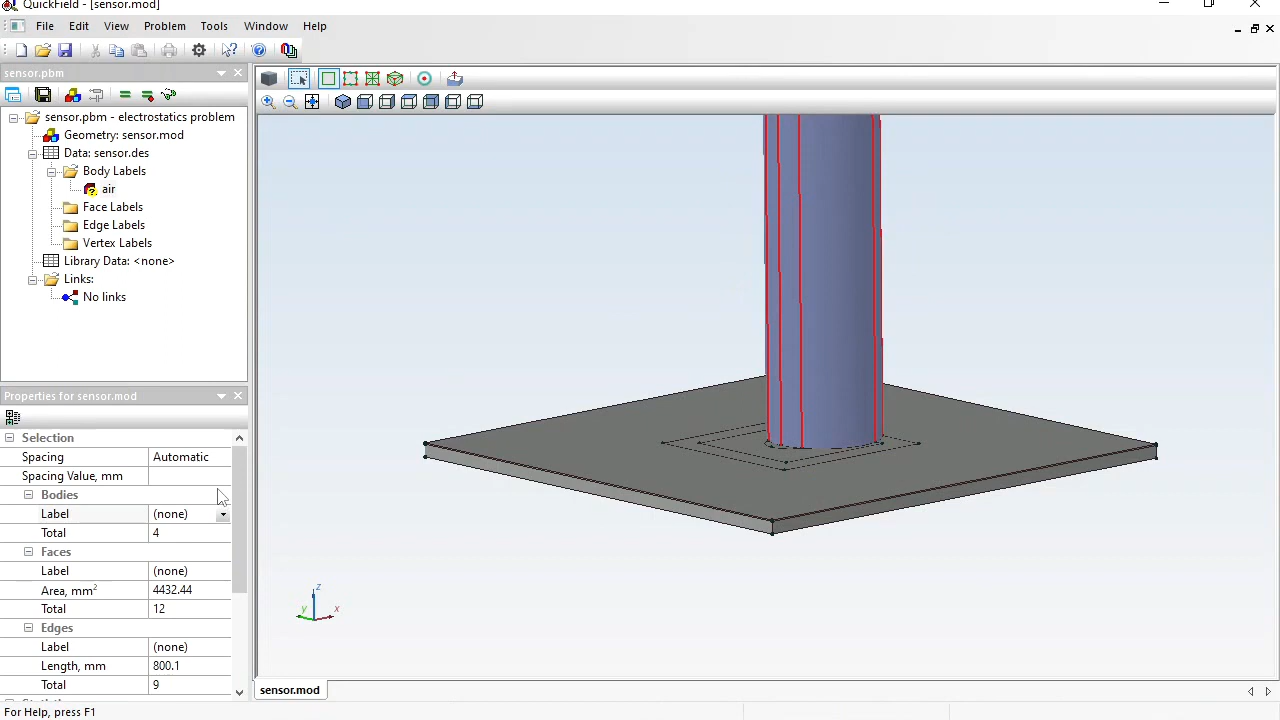 QuickField - [sensor.mod]
File Edit View Problem Tools Window Help
sensor.pbm
sensor.pbm - electrostatics problem
Geometry: sensor.mod
Data: sensor.des
Body Labels
air
Face Labels
Edge Labels
Vertex Labels
Library Data: <none>
Links:
No links
Properties for sensor.mod
Selection
Spacing Automatic
Spacing Value, mm
Bodies
Label (none)
Total 4
Faces
Label (none)
Area, mm² 4432.44
Total 12
Edges
Label (none)
Length, mm 800.1
Total 9
z
y x
sensor.mod
For Help, press F1